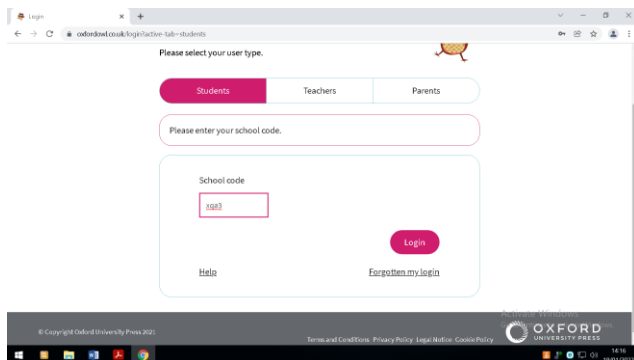 Login
oxfordowl.co.uk/login?active-tab=students
Please select your user type.
Students Teachers Parents
Please enter your school code.
School code
xqa3
Login
Help Forgotten my login
Activate Windows
© Copyright Oxford University Press 2021
Terms and Conditions Privacy Policy Legal Notice Cookie Policy
OXFORD
UNIVERSITY PRESS
14:16